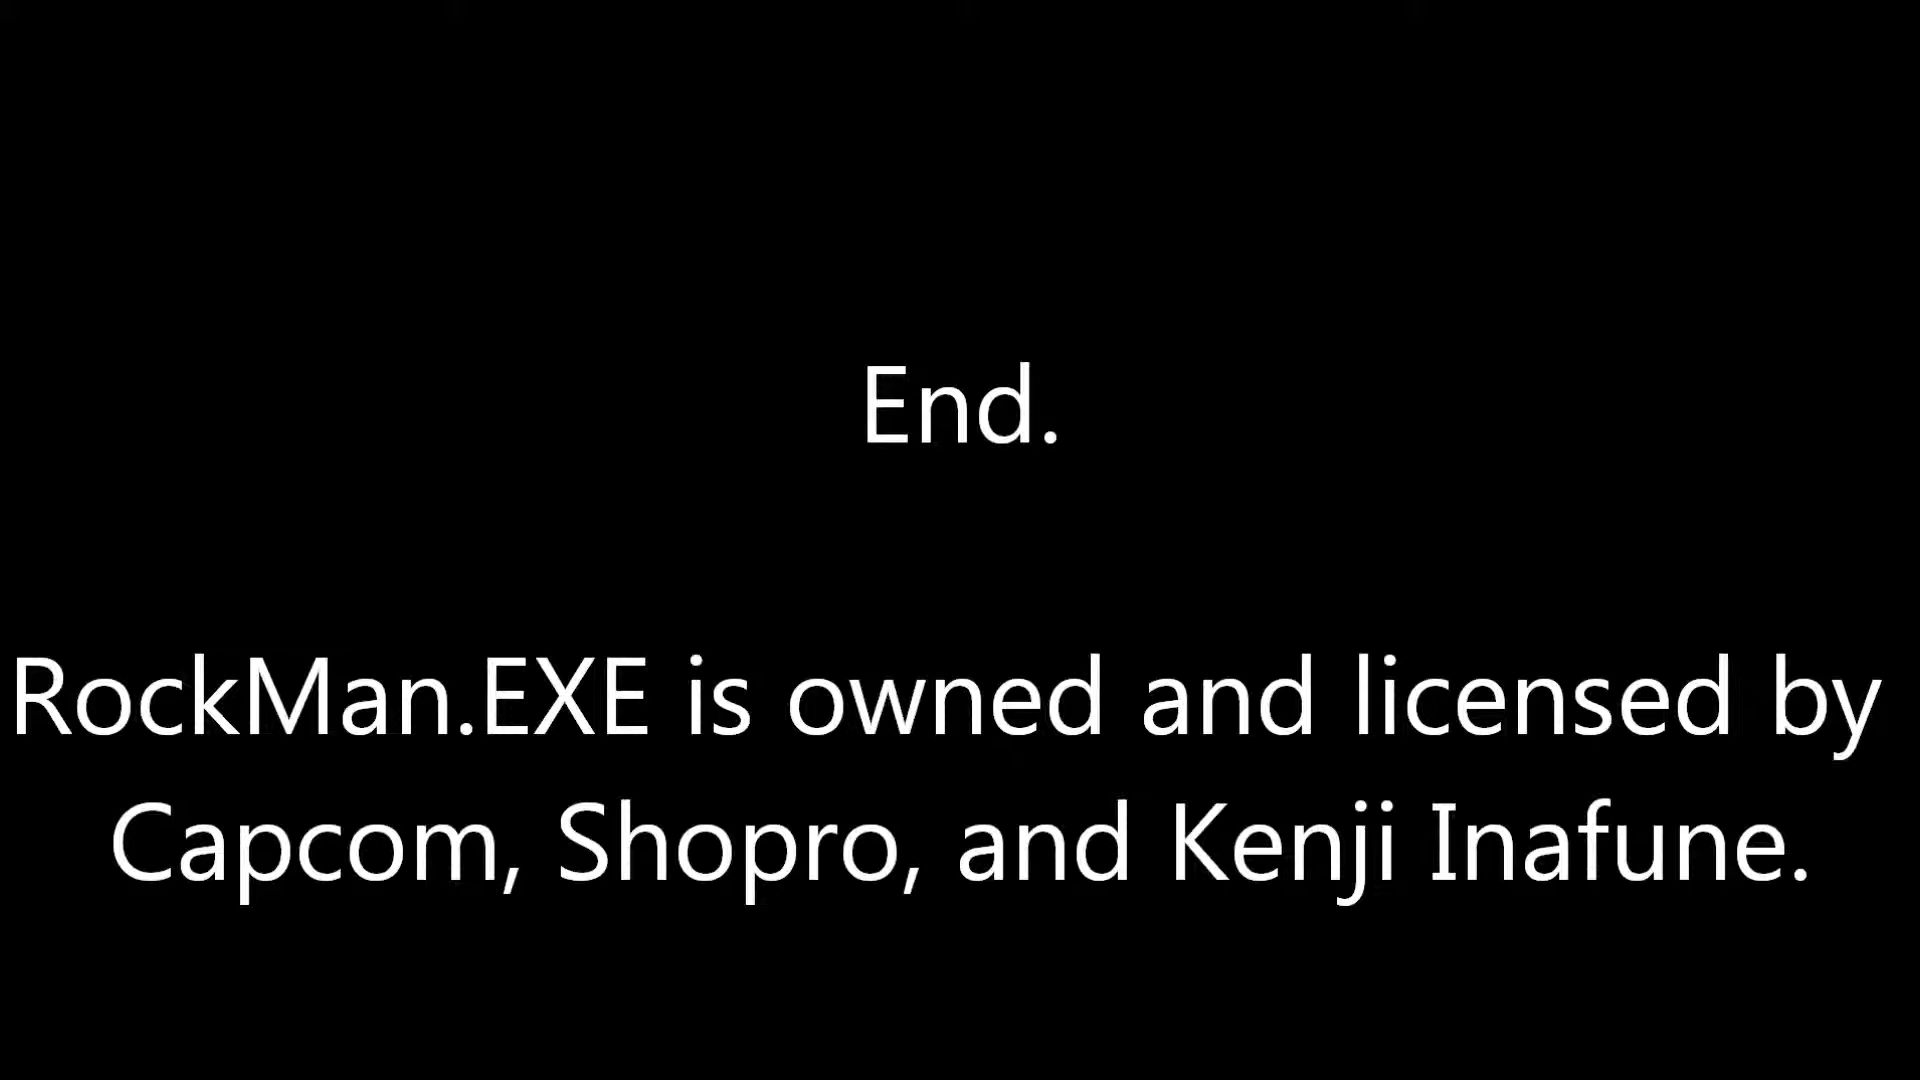 End.
RockMan.EXE is owned and licensed by
Capcom, Shopro, and Kenji Inafune.